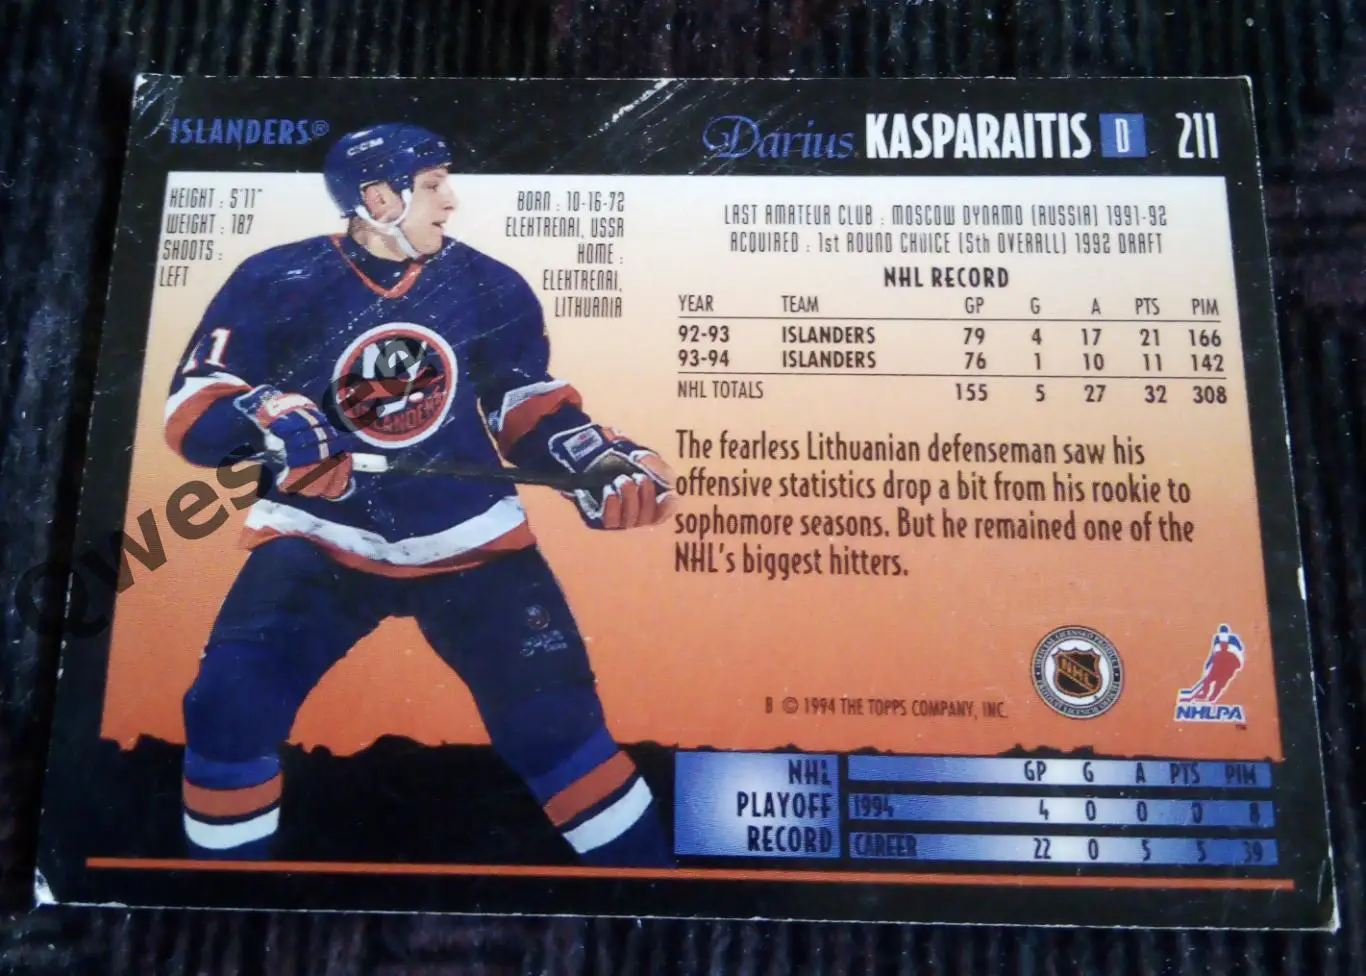 ISLANDERS®
Darius KASPARAITIS D 211
HEIGHT : 5'11"
WEIGHT : 187
SHOOTS :
LEFT
BORN : 10-16-72
ELEKTRENAI, USSR
HOME :
ELEKTRENAI,
LITHUANIA
LAST AMATEUR CLUB : MOSCOW DYNAMO (RUSSIA) 1991-92
ACQUIRED : 1st ROUND CHOICE (5th OVERALL) 1992 DRAFT
NHL RECORD
YEAR TEAM GP G A PTS PIM
92-93 ISLANDERS 79 4 17 21 166
93-94 ISLANDERS 76 1 10 11 142
NHL TOTALS 155 5 27 32 308
The fearless Lithuanian defenseman saw his
offensive statistics drop a bit from his rookie to
sophomore seasons. But he remained one of the
NHL's biggest hitters.
CCM
11
ISLANDERS
@wes_en
NHL
NHLPA™
B © 1994 THE TOPPS COMPANY, INC.
NHL
PLAYOFF
RECORD
GP G A PTS PIM
1994 4 0 0 0 8
CAREER 22 0 5 5 39